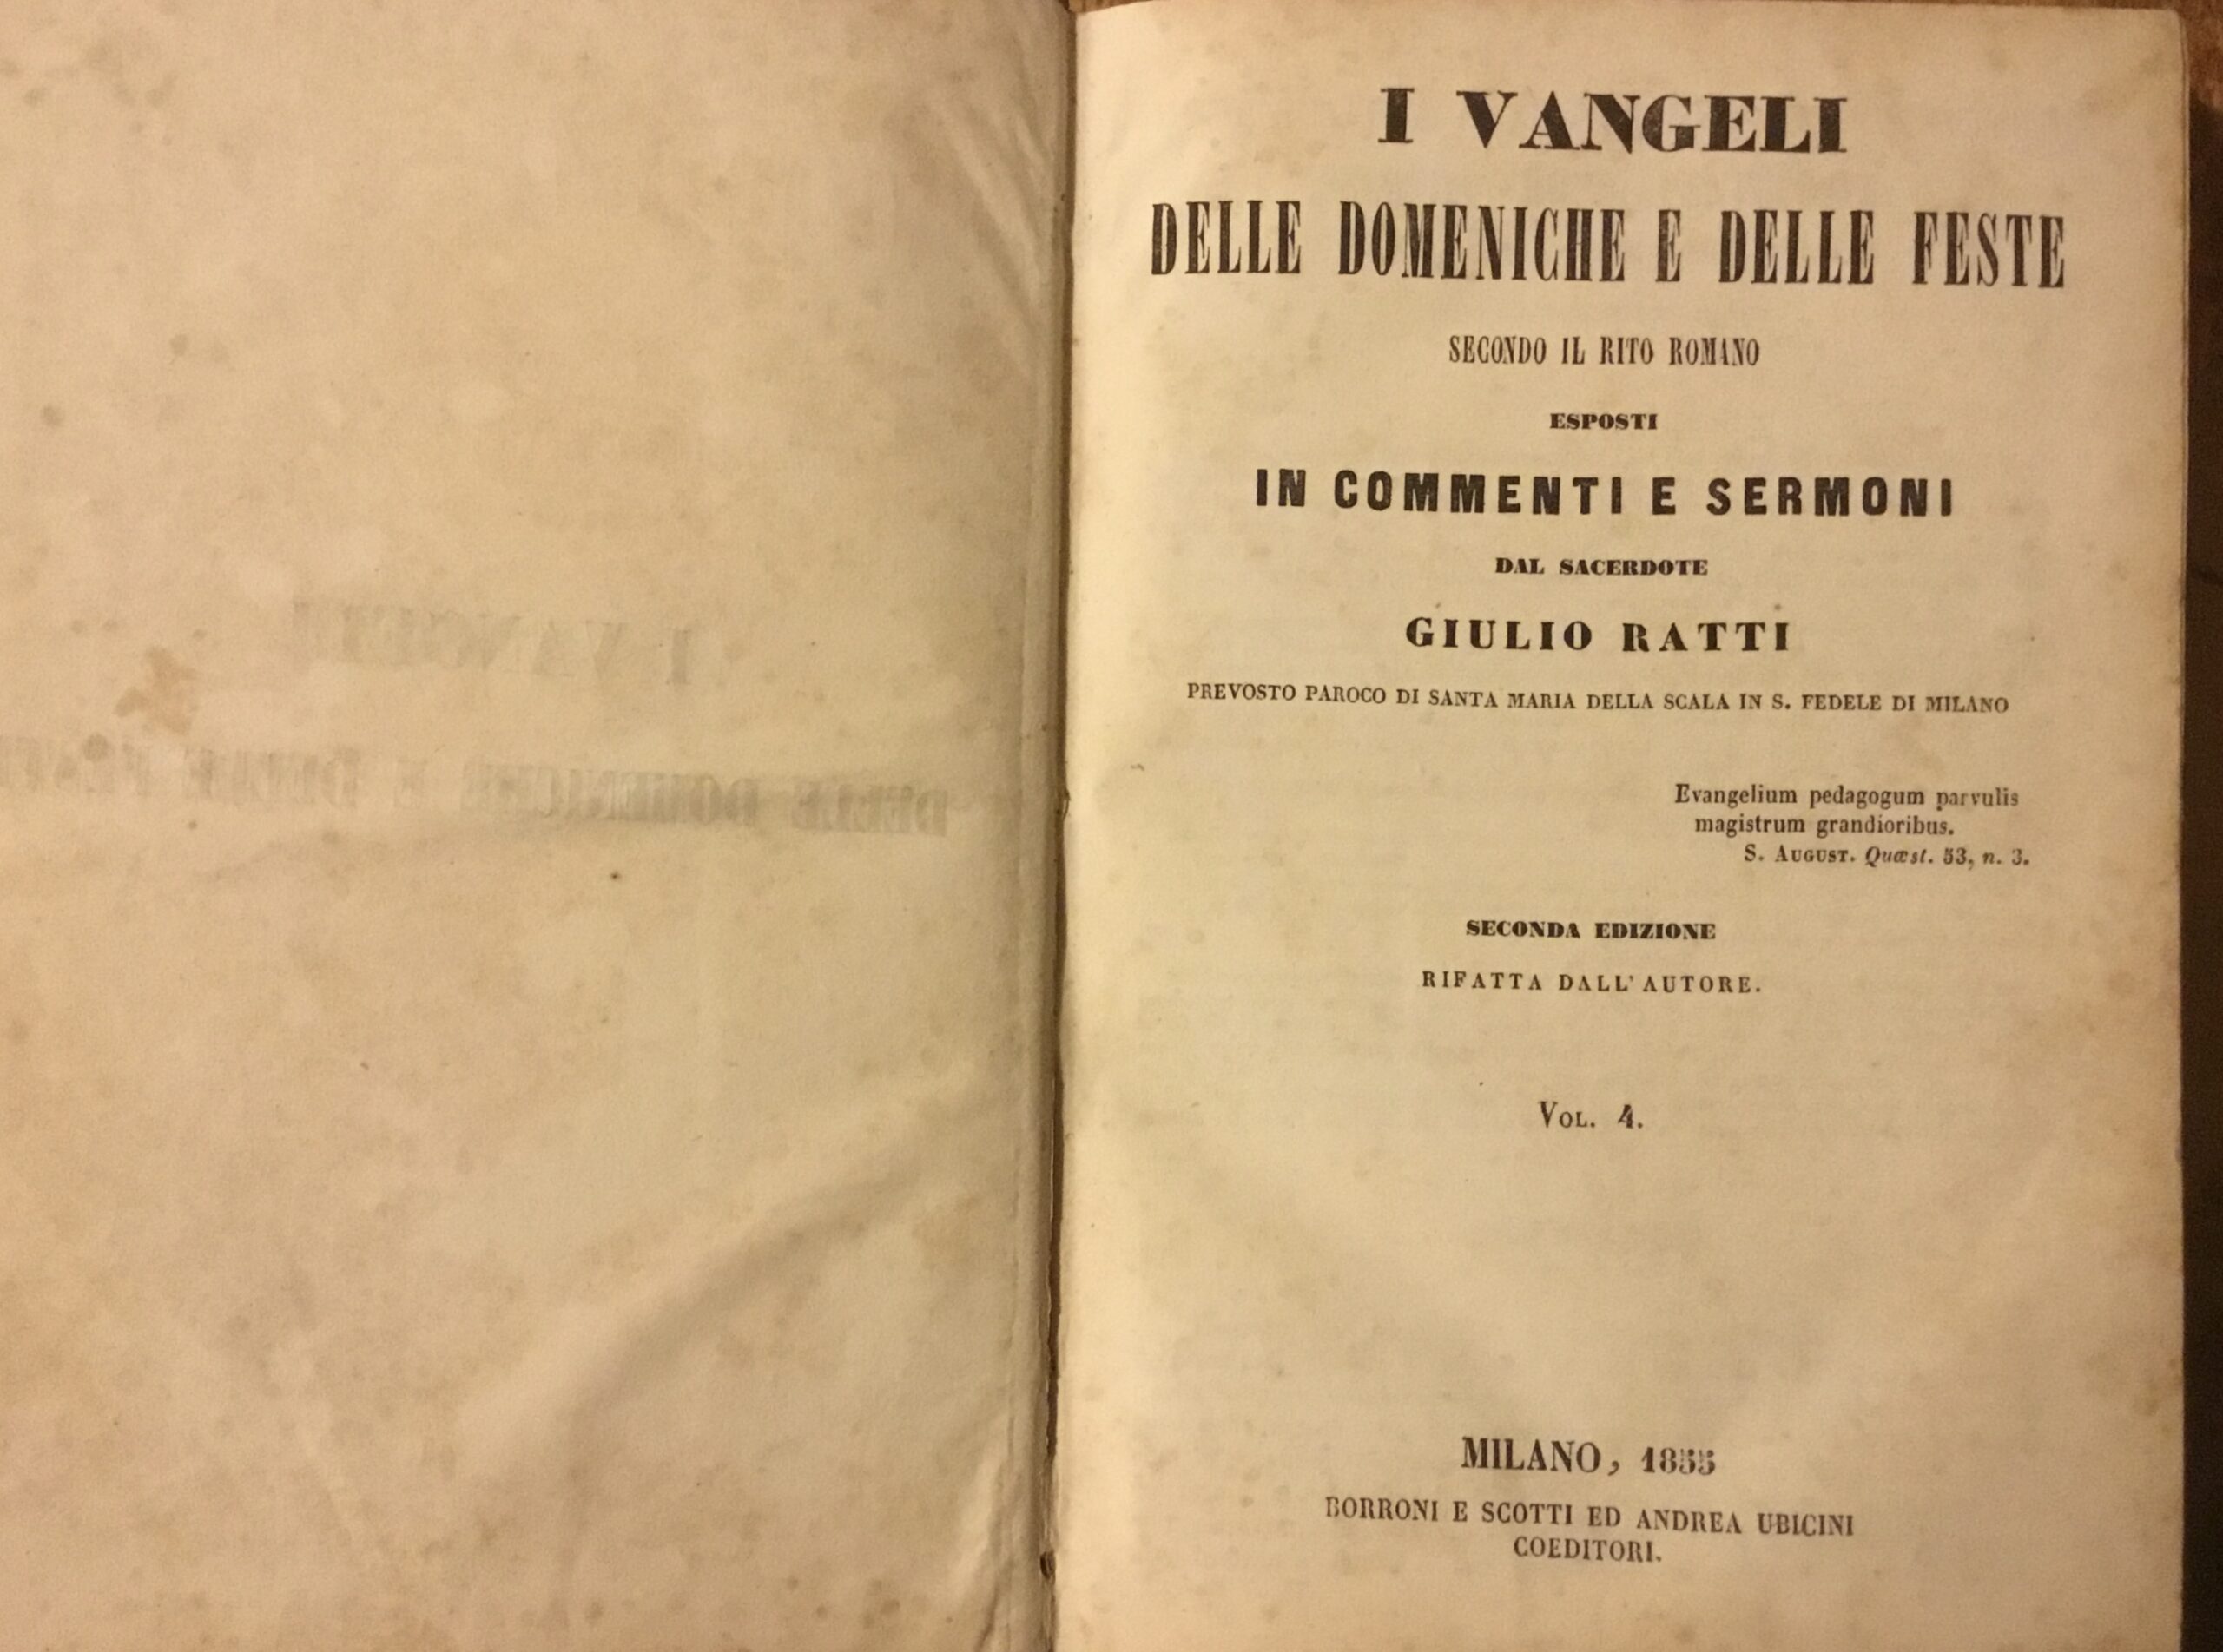 I VANGELI
DELLE DOMENICHE E DELLE FESTE
SECONDO IL RITO ROMANO
ESPOSTI
IN COMMENTI E SERMONI
DAL SACERDOTE
GIULIO RATTI
PREVOSTO PAROCO DI SANTA MARIA DELLA SCALA IN S. FEDELE DI MILANO
Evangelium pedagogum parvulis
magistrum grandioribus.
S. AUGUST. Quæst. 53, n. 3.
SECONDA EDIZIONE
RIFATTA DALL'AUTORE.
VOL. 4.
MILANO, 1855
BORRONI E SCOTTI ED ANDREA UBICINI
COEDITORI.